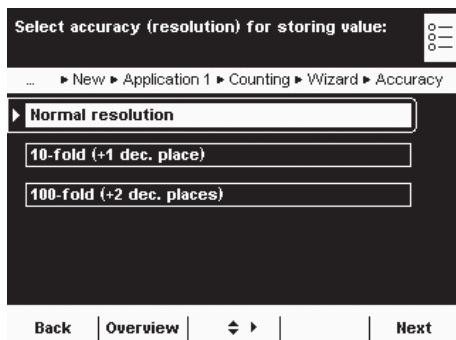 Select accuracy (resolution) for storing value:
... ▸ New ▸ Application 1 ▸ Counting ▸ Wizard ▸ Accuracy
Normal resolution
10-fold (+1 dec. place)
100-fold (+2 dec. places)
Back Overview Next